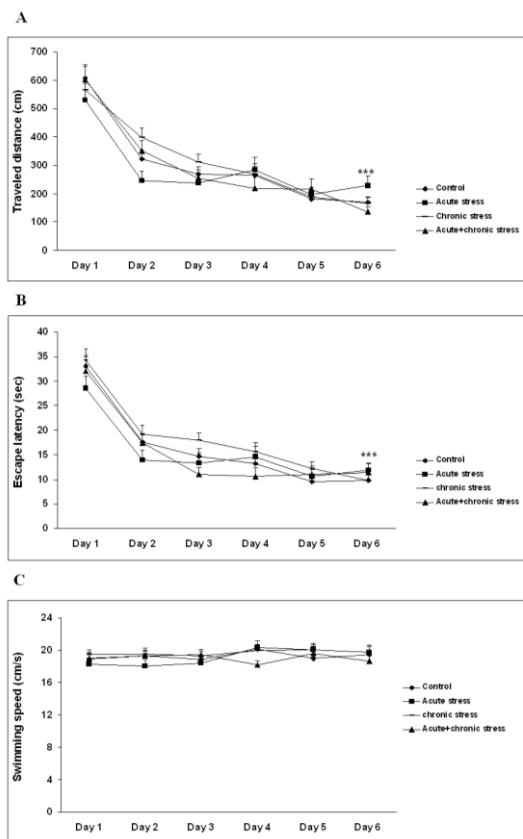 A
700
600
500
400
300
200
100
0
Traveled distance (cm)
***
Day 1 Day 2 Day 3 Day 4 Day 5 Day 6
Control
Acute stress
Chronic stress
Acute+chronic stress
B
40
35
30
25
20
15
10
5
0
Escape latency (sec)
***
Day 1 Day 2 Day 3 Day 4 Day 5 Day 6
Control
Acute stress
chronic stress
Acute+chronic stress
C
24
20
16
12
8
4
0
Swimming speed (cm/s)
Day 1 Day 2 Day 3 Day 4 Day 5 Day 6
Control
Acute stress
chronic stress
Acute+chronic stress